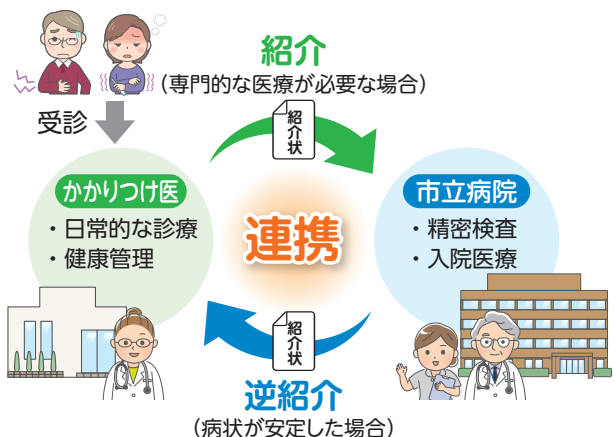 紹介
(専門的な医療が必要な場合)
紹介状
受診
かかりつけ医
・日常的な診療
・健康管理
連携
市立病院
・精密検査
・入院医療
紹介状
逆紹介
(病状が安定した場合)